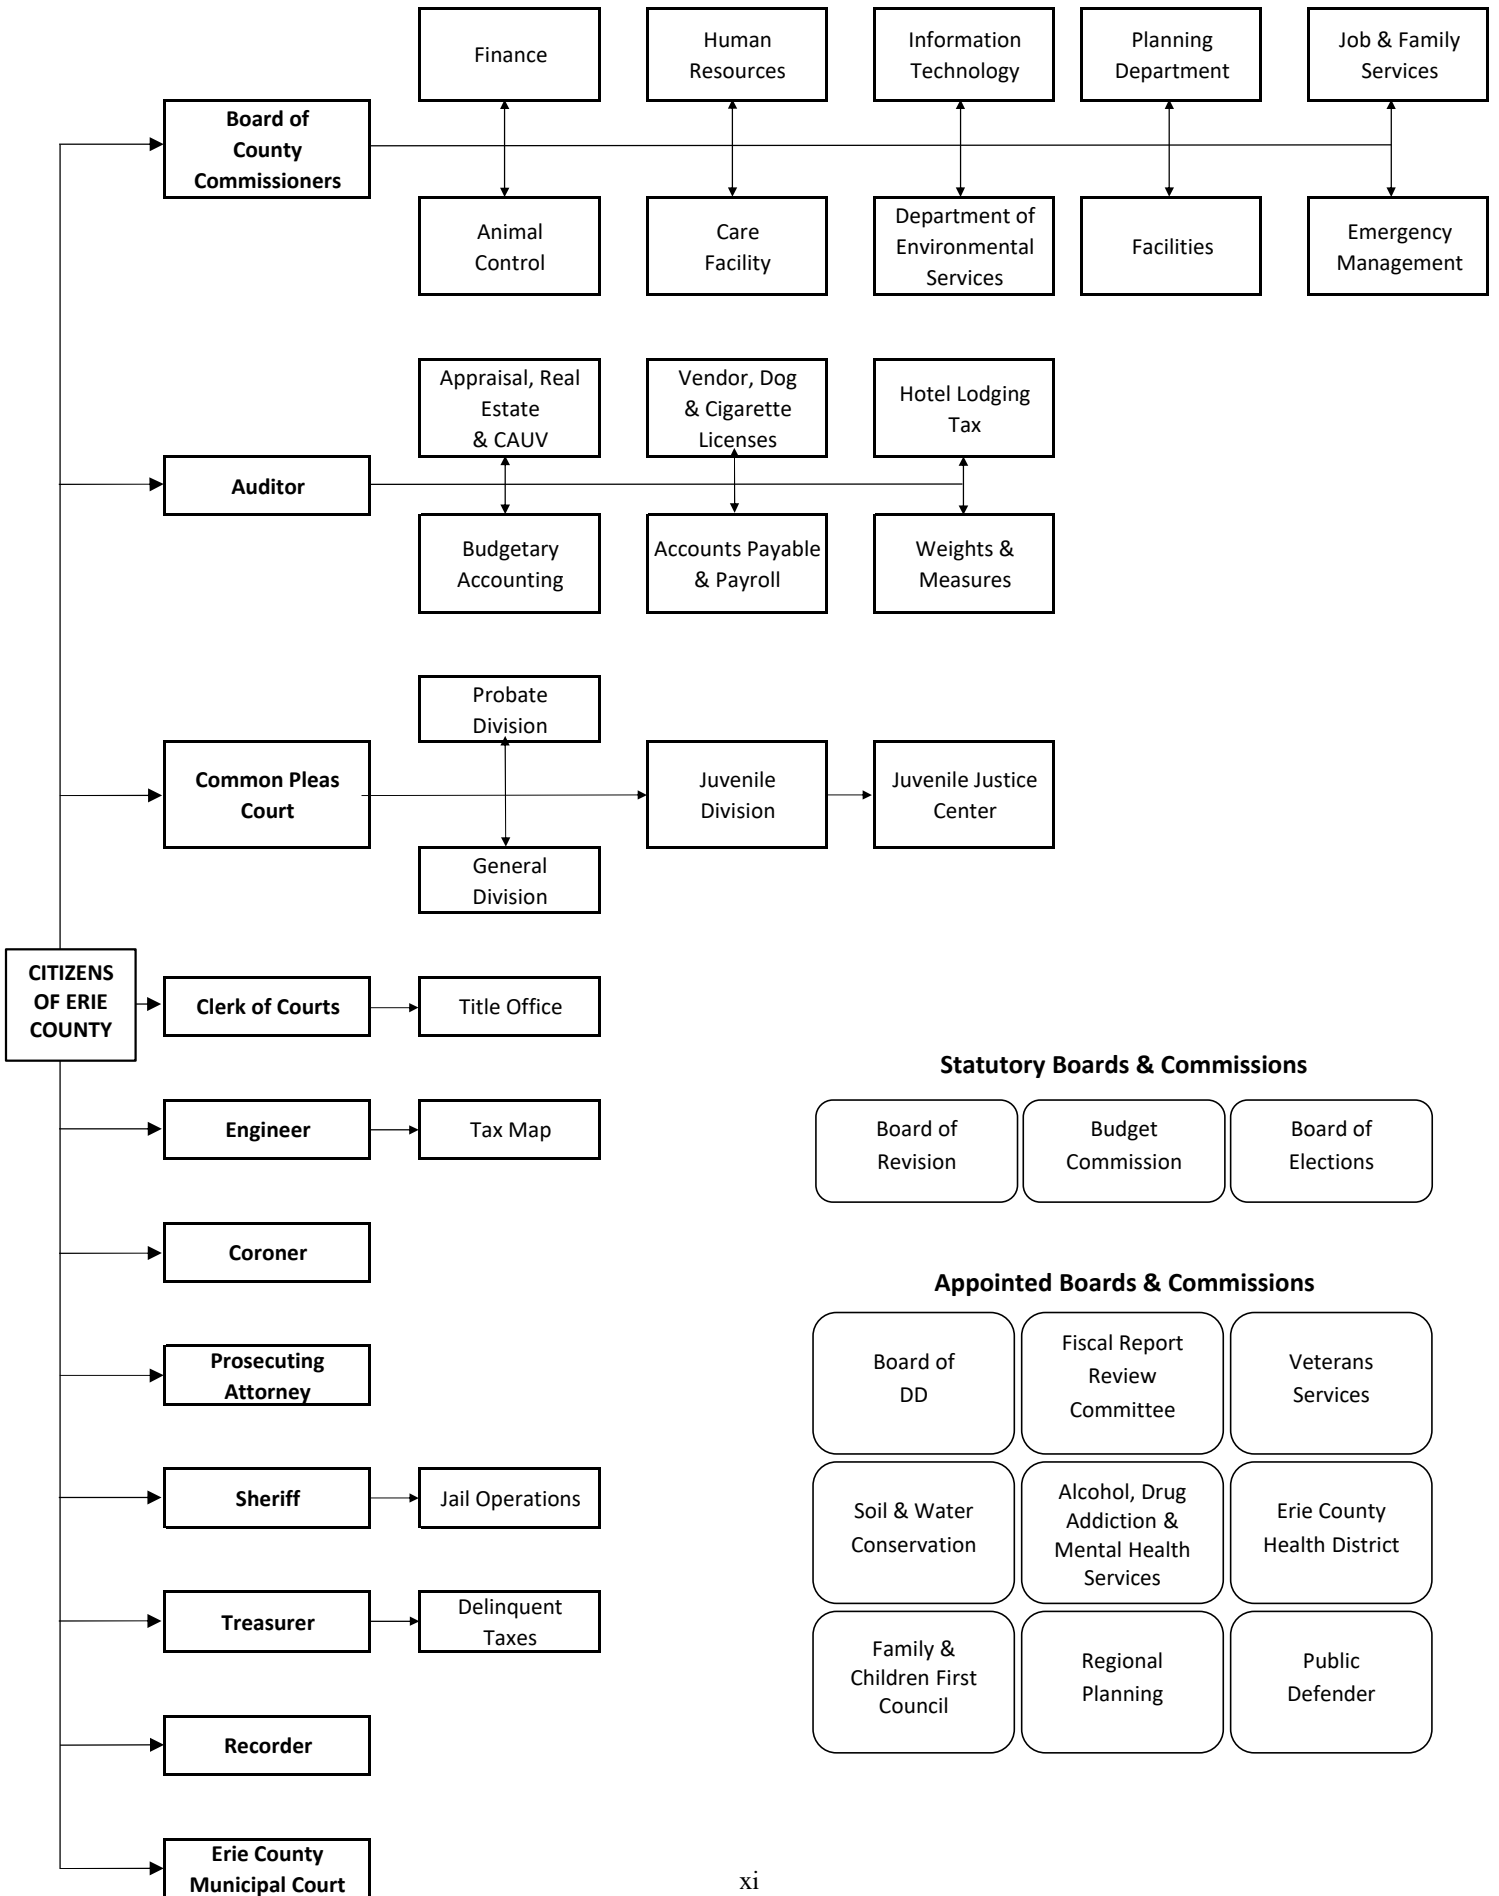 Finance
Human
Resources
Information
Technology
Planning
Department
Job & Family
Services
Board of
County
Commissioners
Animal
Control
Care
Facility
Department of
Environmental
Services
Facilities
Emergency
Management
Appraisal, Real
Estate
& CAUV
Vendor, Dog
& Cigarette
Licenses
Hotel Lodging
Tax
Auditor
Budgetary
Accounting
Accounts Payable
& Payroll
Weights &
Measures
Probate
Division
Common Pleas
Court
Juvenile
Division
Juvenile Justice
Center
General
Division
CITIZENS
OF ERIE
COUNTY
Clerk of Courts
Title Office
Engineer
Tax Map
Coroner
Prosecuting
Attorney
Sheriff
Jail Operations
Treasurer
Delinquent
Taxes
Recorder
Erie County
Municipal Court
Statutory Boards & Commissions
Board of
Revision
Budget
Commission
Board of
Elections
Appointed Boards & Commissions
Board of
DD
Fiscal Report
Review
Committee
Veterans
Services
Soil & Water
Conservation
Alcohol, Drug
Addiction &
Mental Health
Services
Erie County
Health District
Family &
Children First
Council
Regional
Planning
Public
Defender
xi